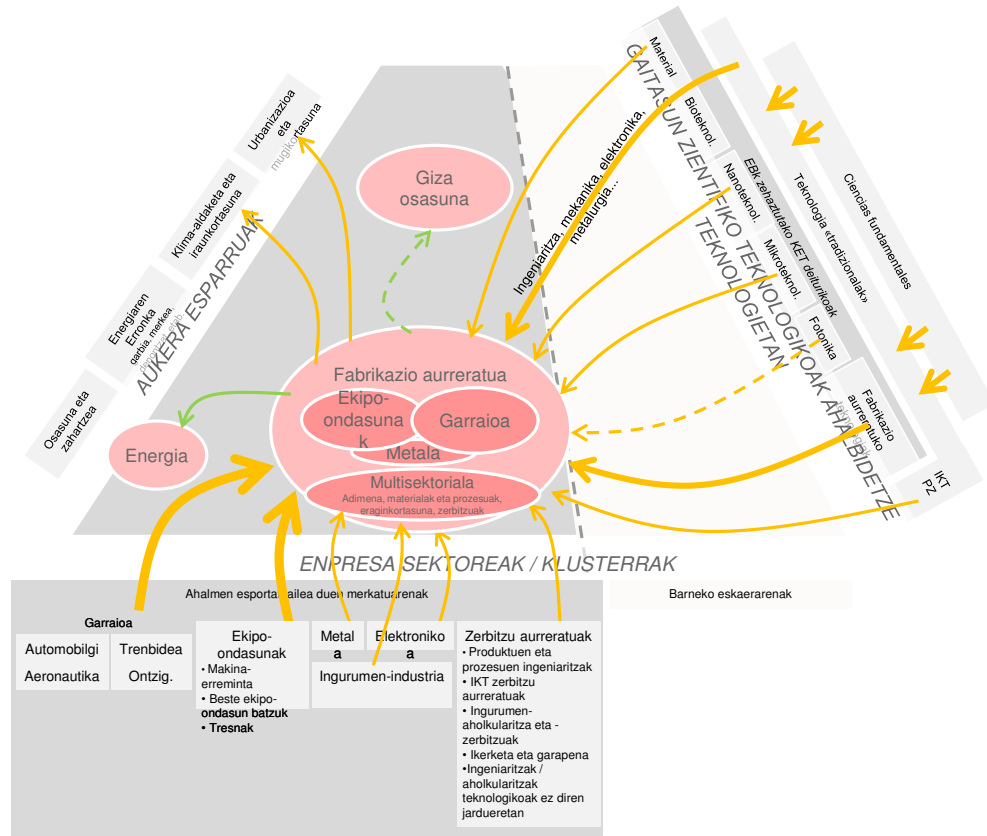 Urbanizazioa
eta
mugikortasuna
Klima-aldaketa eta
iraunkortasuna
Energiaren
Erronka
garbia, merkea,
Osasuna eta
zahartzea
AUKERA ESPARRUAK
Giza
osasuna
Energia
Fabrikazio aurreratua
Ekipo-
ondasuna
k
Garraioa
Metala
Multisektoriala
Adimena, materialak eta prozesuak,
eraginkortasuna, zerbitzuak
Ingeniaritza, mekanika, elektronika,
metalurgia...
GAITASUN ZIENTIFIKO TEKNOLOGIKOAK AHALBIDETZE
TEKNOLOGIETAN
Material
Bioteknol.
Nanoteknol.
Mikroteknol.
Fotonika
Fabrikazio
aurreratuko
EBk zehaztutako KET deiturikoak
Teknologia «tradizionalak»
Ciencias fundamentales
IKT
PZ
ENPRESA SEKTOREAK / KLUSTERRAK
Ahalmen esportatzailea duen merkatuarenak
Barneko eskaerarenak
Garraioa
Automobilgi
Trenbidea
Aeronautika
Ontzig.
Ekipo-
ondasunak
• Makina-
erreminta
• Beste ekipo-
ondasun batzuk
• Tresnak
Metal
a
Elektroniko
a
Ingurumen-industria
Zerbitzu aurreratuak
• Produktuen eta
prozesuen ingeniaritzak
• IKT zerbitzu
aurreratuak
• Ingurumen-
aholkularitza eta -
zerbitzuak
• Ikerketa eta garapena
•Ingeniaritzak /
aholkularitzak
teknologikoak ez diren
jardueretan